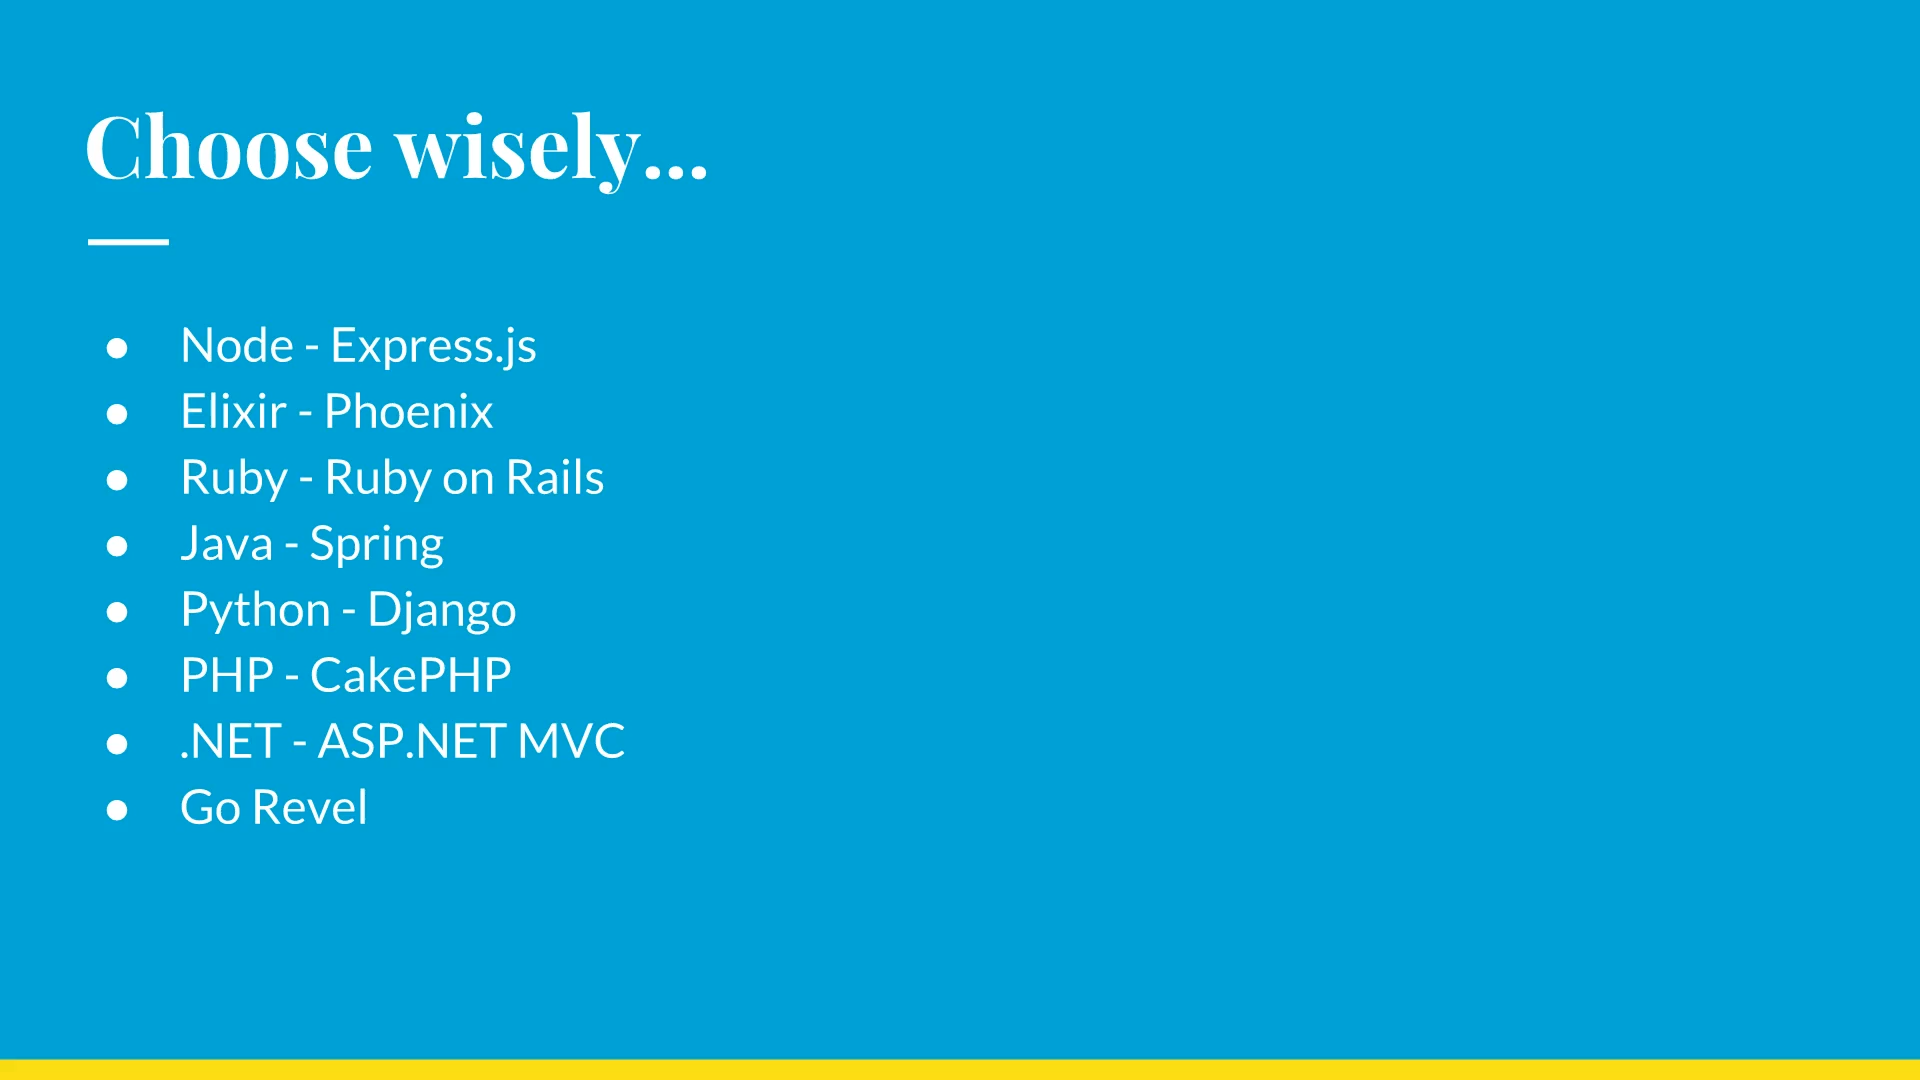 Choose wisely...
● Node - Express.js
● Elixir - Phoenix
● Ruby - Ruby on Rails
● Java - Spring
● Python - Django
● PHP - CakePHP
● .NET - ASP.NET MVC
● Go Revel